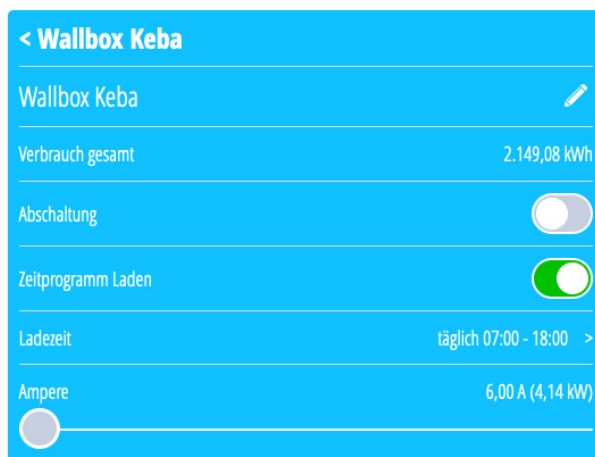 < Wallbox Keba
Wallbox Keba
Verbrauch gesamt 2.149,08 kWh
Abschaltung
Zeitprogramm Laden
Ladezeit täglich 07:00 - 18:00 >
Ampere 6,00 A (4,14 kW)